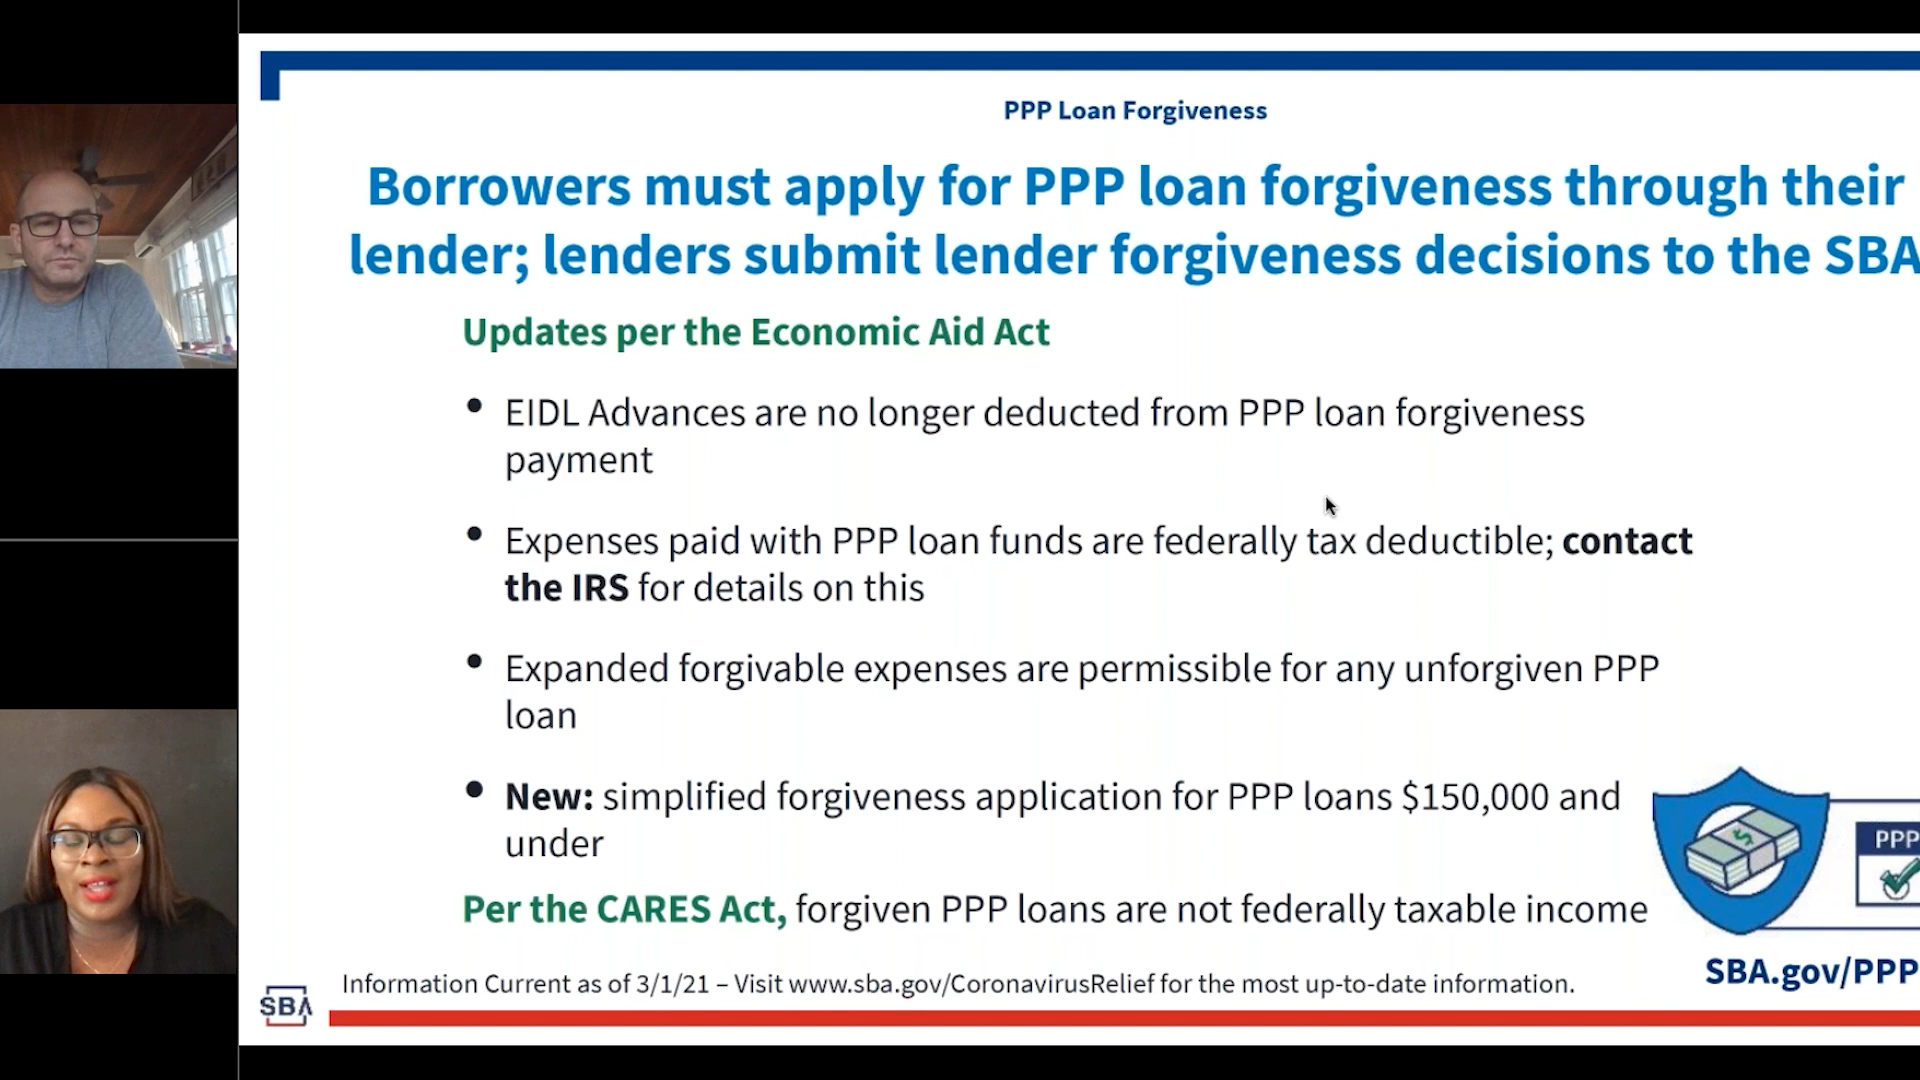 PPP Loan Forgiveness
Borrowers must apply for PPP loan forgiveness through their
lender; lenders submit lender forgiveness decisions to the SBA
Updates per the Economic Aid Act
• EIDL Advances are no longer deducted from PPP loan forgiveness
payment
• Expenses paid with PPP loan funds are federally tax deductible; contact
the IRS for details on this
• Expanded forgivable expenses are permissible for any unforgiven PPP
loan
• New: simplified forgiveness application for PPP loans $150,000 and
under
Per the CARES Act, forgiven PPP loans are not federally taxable income
$
PPP
SBA.gov/PPP
Information Current as of 3/1/21 – Visit www.sba.gov/CoronavirusRelief for the most up-to-date information.
SBA